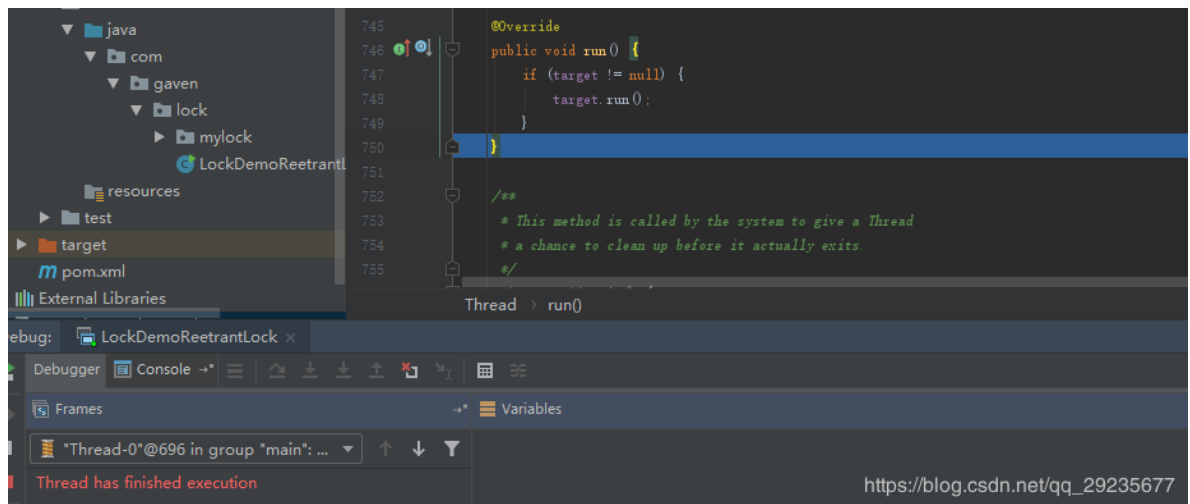 java
com
gaven
lock
mylock
LockDemoReetrantL
resources
test
target
pom.xml
External Libraries
745 @Override
746 public void run() {
747 if (target != null) {
748 target.run();
749 }
750 }
751
752 /**
753 * This method is called by the system to give a Thread
754 * a chance to clean up before it actually exits.
755 */
Thread run()
ebug: LockDemoReetrantLock
Debugger Console
Frames
Variables
"Thread-0"@696 in group "main": ...
Thread has finished execution
https://blog.csdn.net/qq_29235677